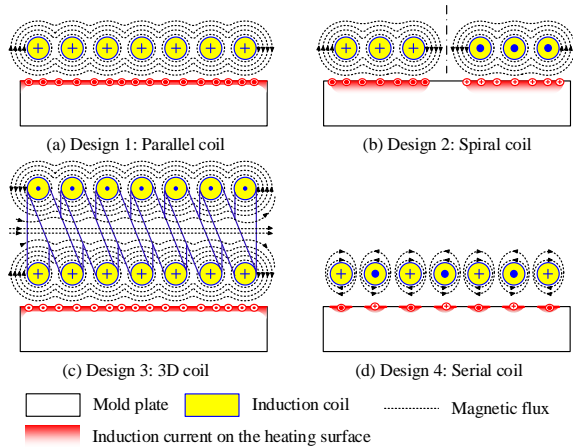 (a) Design 1: Parallel coil
(b) Design 2: Spiral coil
(c) Design 3: 3D coil
(d) Design 4: Serial coil
Mold plate
Induction coil
Magnetic flux
Induction current on the heating surface